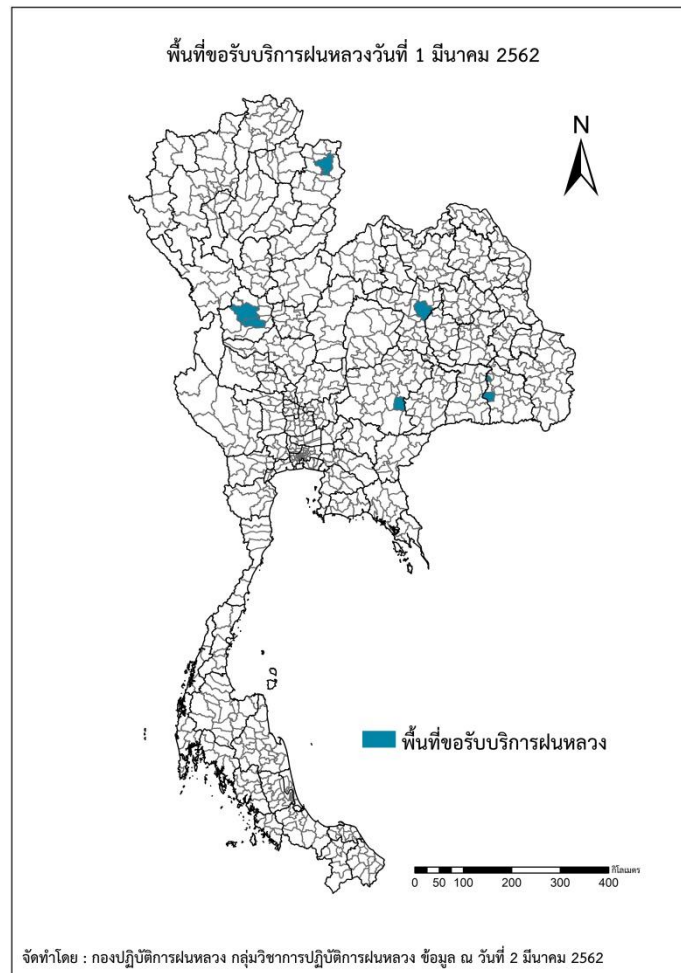 พื้นที่ขอรับบริการฝนหลวงวันที่ 1 มีนาคม 2562
N
พื้นที่ขอรับบริการฝนหลวง
กิโลเมตร
0 50 100 200 300 400
จัดทำโดย : กองปฏิบัติการฝนหลวง กลุ่มวิชาการปฏิบัติการฝนหลวง ข้อมูล ณ วันที่ 2 มีนาคม 2562